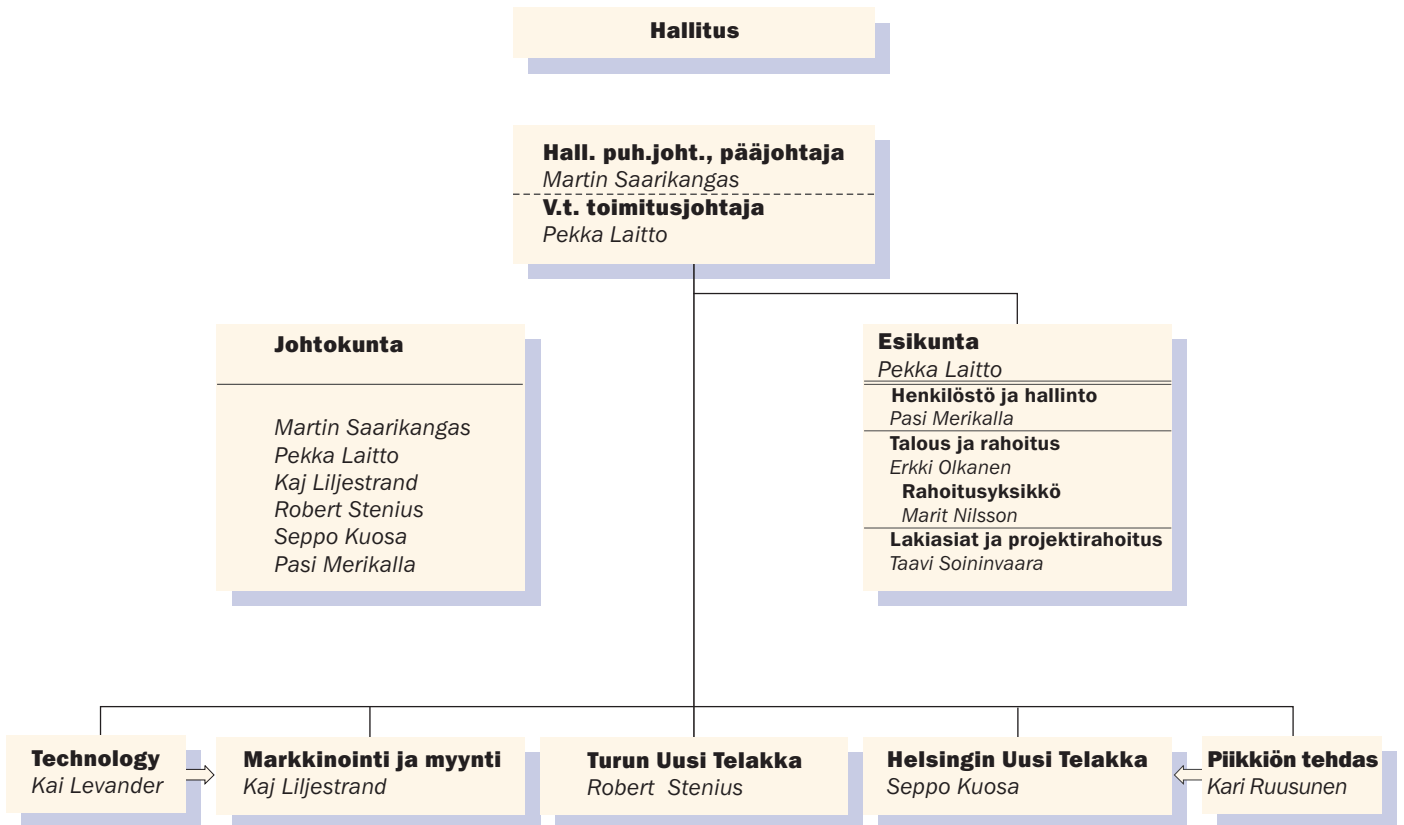 Hallitus
Hall. puh.joht., pääjohtaja
Martin Saarikangas
V.t. toimitusjohtaja
Pekka Laitto
Johtokunta
Martin Saarikangas
Pekka Laitto
Kaj Liljestrand
Robert Stenius
Seppo Kuosa
Pasi Merikalla
Esikunta
Pekka Laitto
Henkilöstö ja hallinto
Pasi Merikalla
Talous ja rahoitus
Erkki Olkanen
Rahoitusyksikkö
Marit Nilsson
Lakiasiat ja projektirahoitus
Taavi Soininvaara
Technology
Kai Levander
Markkinointi ja myynti
Kaj Liljestrand
Turun Uusi Telakka
Robert Stenius
Helsingin Uusi Telakka
Seppo Kuosa
Piikkiön tehdas
Kari Ruusunen